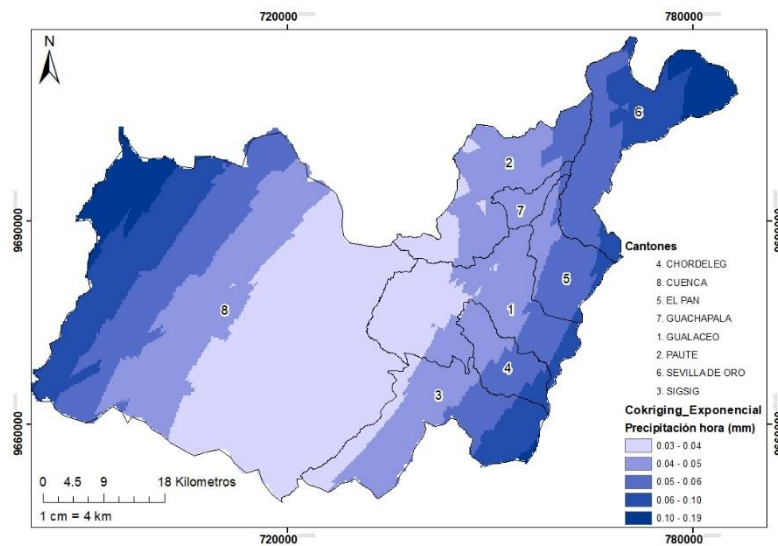 720000
780000
N
6
2
7
9690000
9690000
Cantones
4. CHORDELEG
8. CUENCA
5. EL PAN
7. GUACHAPALA
1. GUALACEO
2. PAUTE
6. SEVILLA DE ORO
3. SIGSIG
5
8
1
4
3
9660000
9660000
Cokriging_Exponencial
Precipitación hora (mm)
0.03 - 0.04
0.04 - 0.05
0.05 - 0.06
0.06 - 0.10
0.10 - 0.19
0 4.5 9 18 Kilometros
1 cm = 4 km
720000
780000